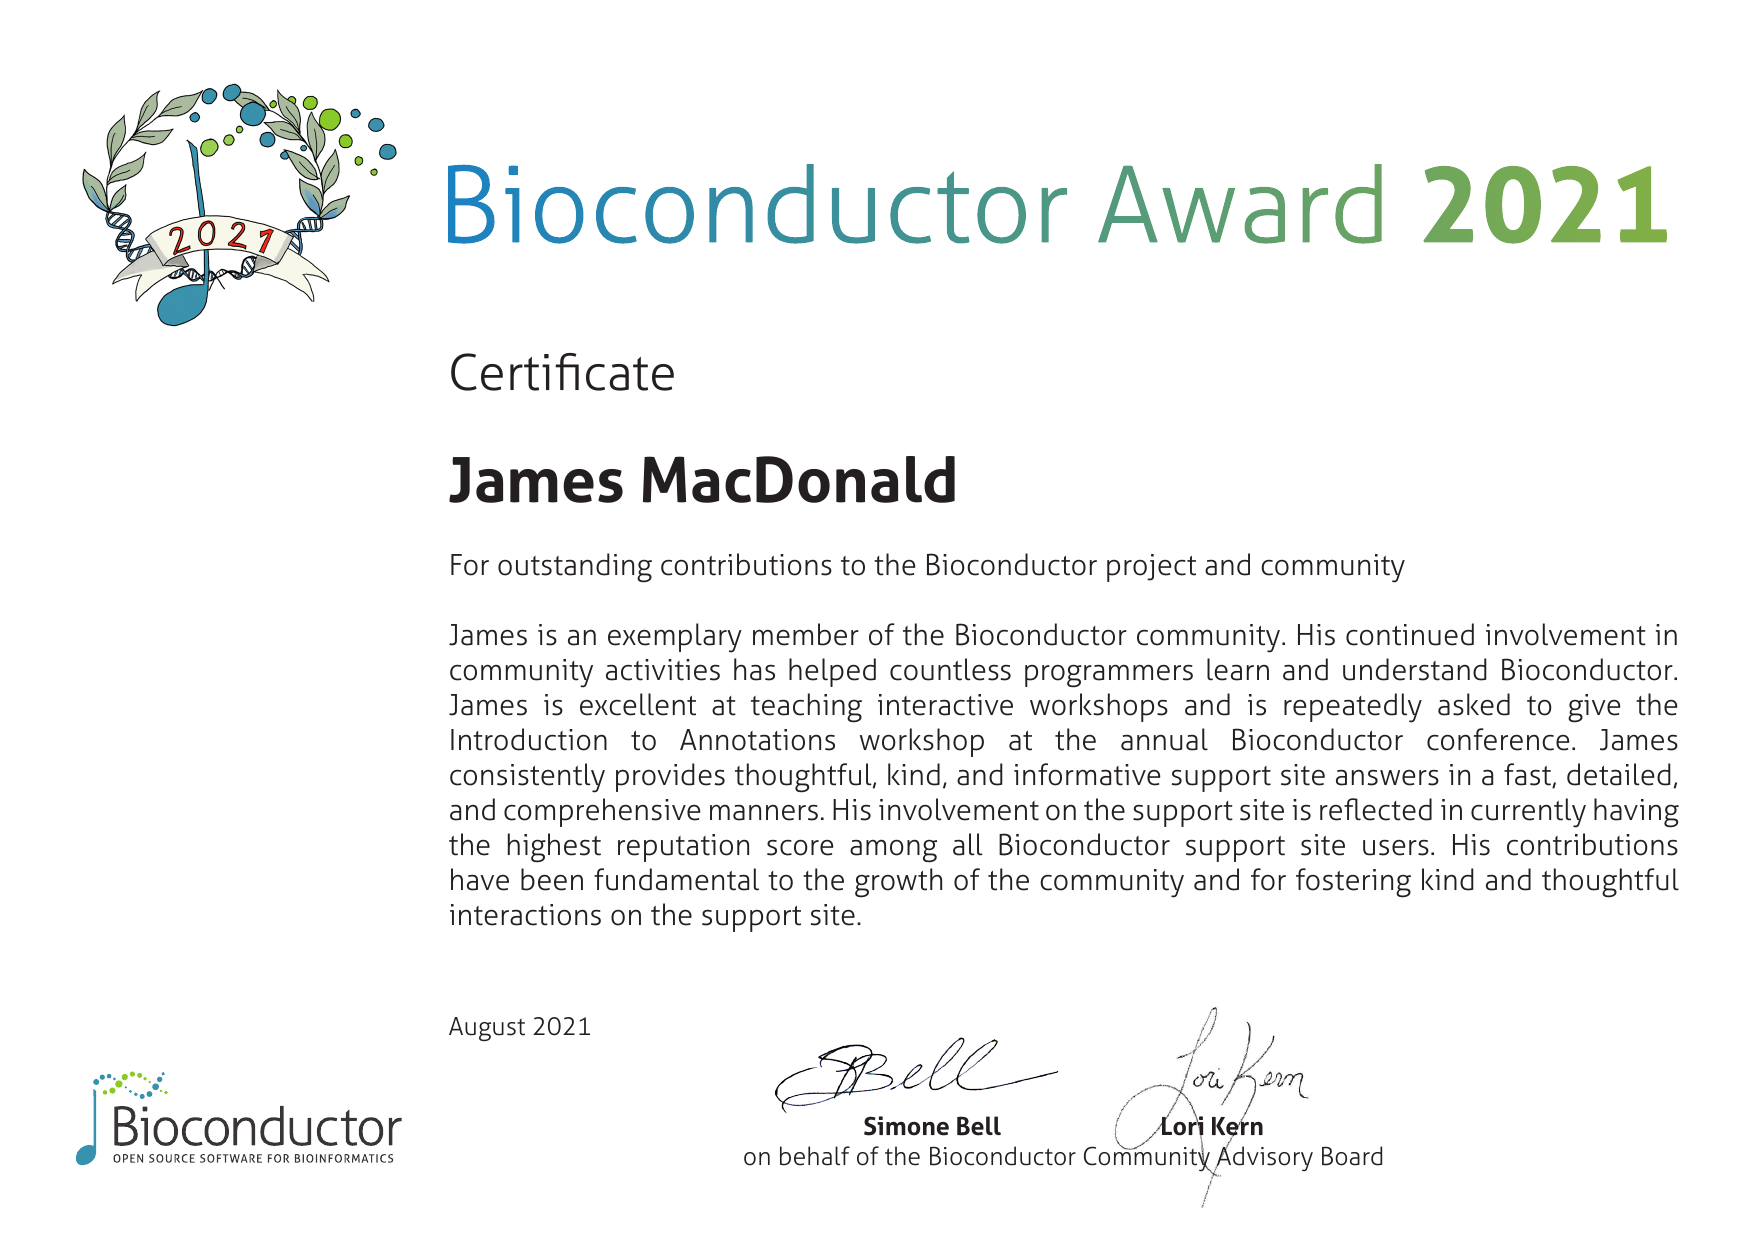 2021
Bioconductor Award 2021
Certificate
James MacDonald
For outstanding contributions to the Bioconductor project and community
James is an exemplary member of the Bioconductor community. His continued involvement in
community activities has helped countless programmers learn and understand Bioconductor.
James is excellent at teaching interactive workshops and is repeatedly asked to give the
Introduction to Annotations workshop at the annual Bioconductor conference. James
consistently provides thoughtful, kind, and informative support site answers in a fast, detailed,
and comprehensive manners. His involvement on the support site is reflected in currently having
the highest reputation score among all Bioconductor support site users. His contributions
have been fundamental to the growth of the community and for fostering kind and thoughtful
interactions on the support site.
August 2021
SBell
Lori Kern
Simone Bell
Lori Kern
on behalf of the Bioconductor Community Advisory Board
Bioconductor
OPEN SOURCE SOFTWARE FOR BIOINFORMATICS